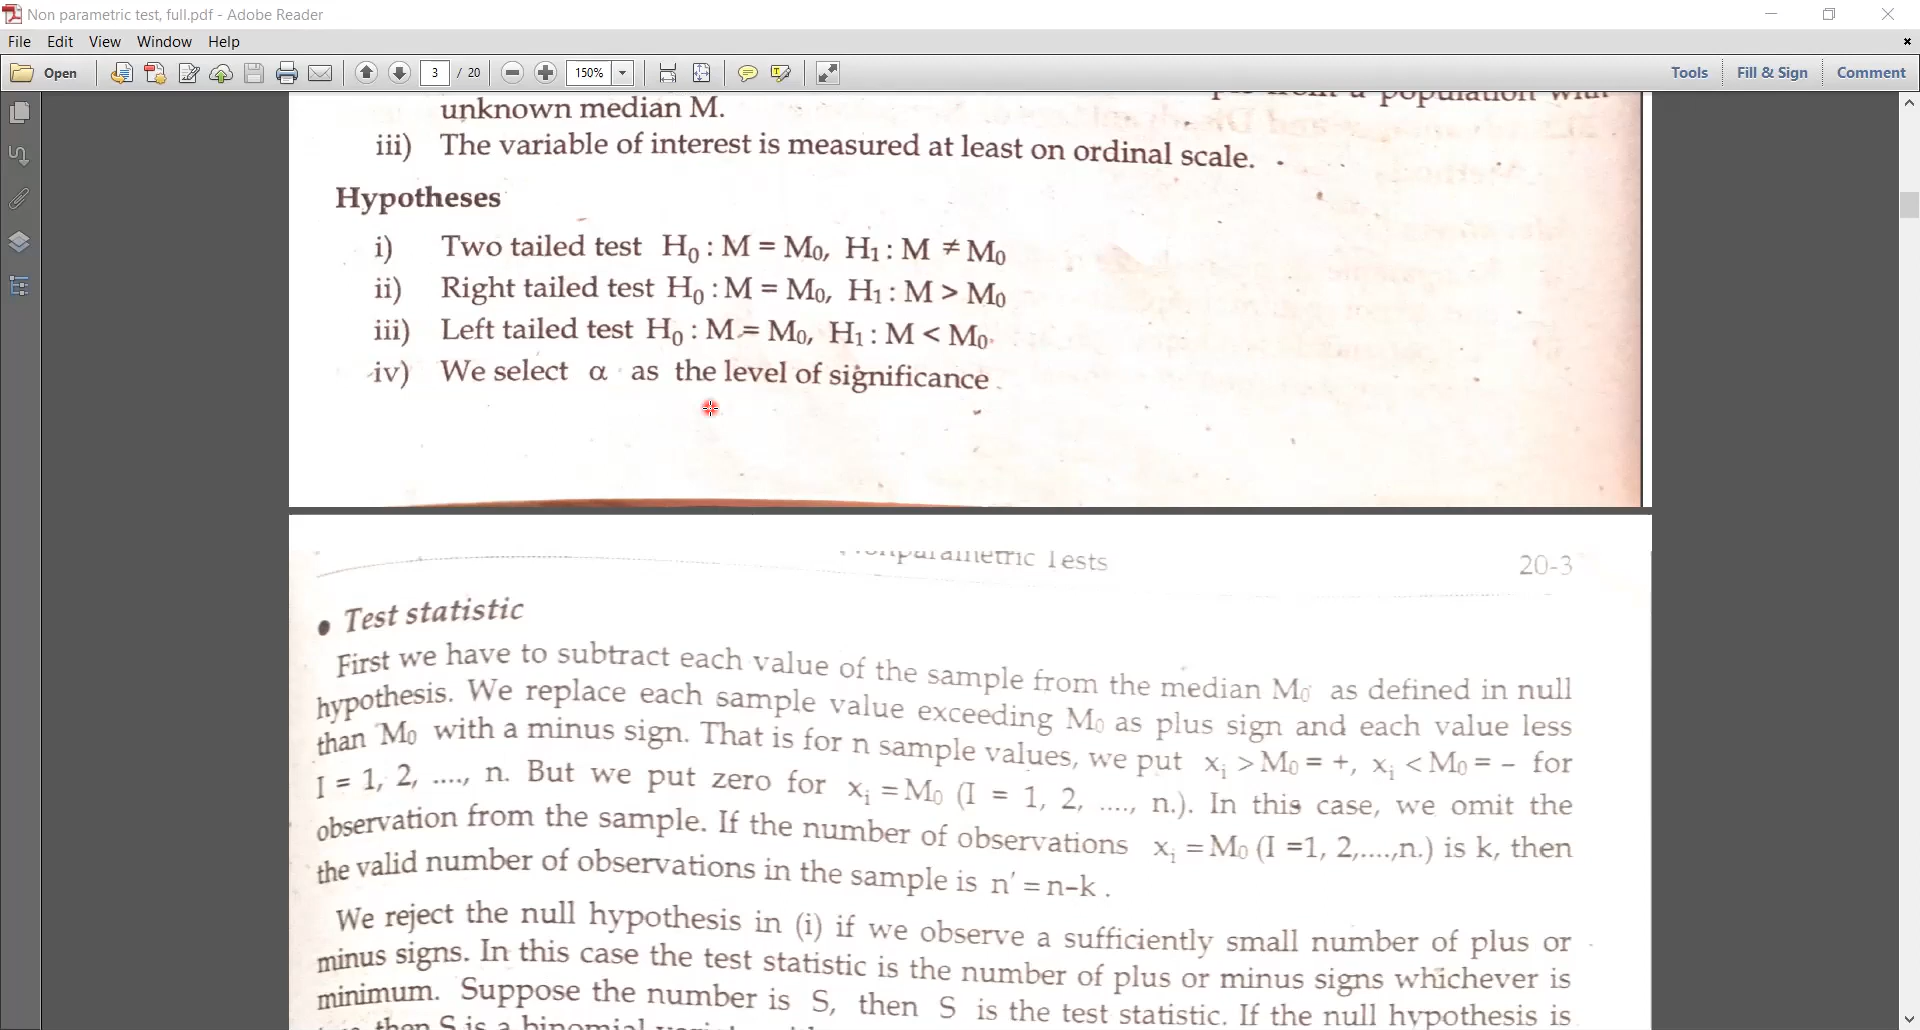 Non parametric test, full.pdf - Adobe Reader
File Edit View Window Help
Open 3 / 20 150% Tools Fill & Sign Comment
from a population with
unknown median M.
iii) The variable of interest is measured at least on ordinal scale.
Hypotheses
i) Two tailed test H₀ : M = M₀, H₁ : M ≠ M₀
ii) Right tailed test H₀ : M = M₀, H₁ : M > M₀
iii) Left tailed test H₀ : M = M₀, H₁ : M < M₀.
iv) We select α as the level of significance
Nonparametric Tests 20-3
• Test statistic
First we have to subtract each value of the sample from the median M₀ as defined in null
hypothesis. We replace each sample value exceeding M₀ as plus sign and each value less
than M₀ with a minus sign. That is for n sample values, we put xᵢ > M₀ = +, xᵢ < M₀ = – for
I = 1, 2, ...., n. But we put zero for xᵢ = M₀ (I = 1, 2, ...., n.). In this case, we omit the
observation from the sample. If the number of observations xᵢ = M₀ (I =1, 2,....,n.) is k, then
the valid number of observations in the sample is n′ = n–k .
We reject the null hypothesis in (i) if we observe a sufficiently small number of plus or
minus signs. In this case the test statistic is the number of plus or minus signs whichever is
minimum. Suppose the number is S, then S is the test statistic. If the null hypothesis is
then S is a binomial